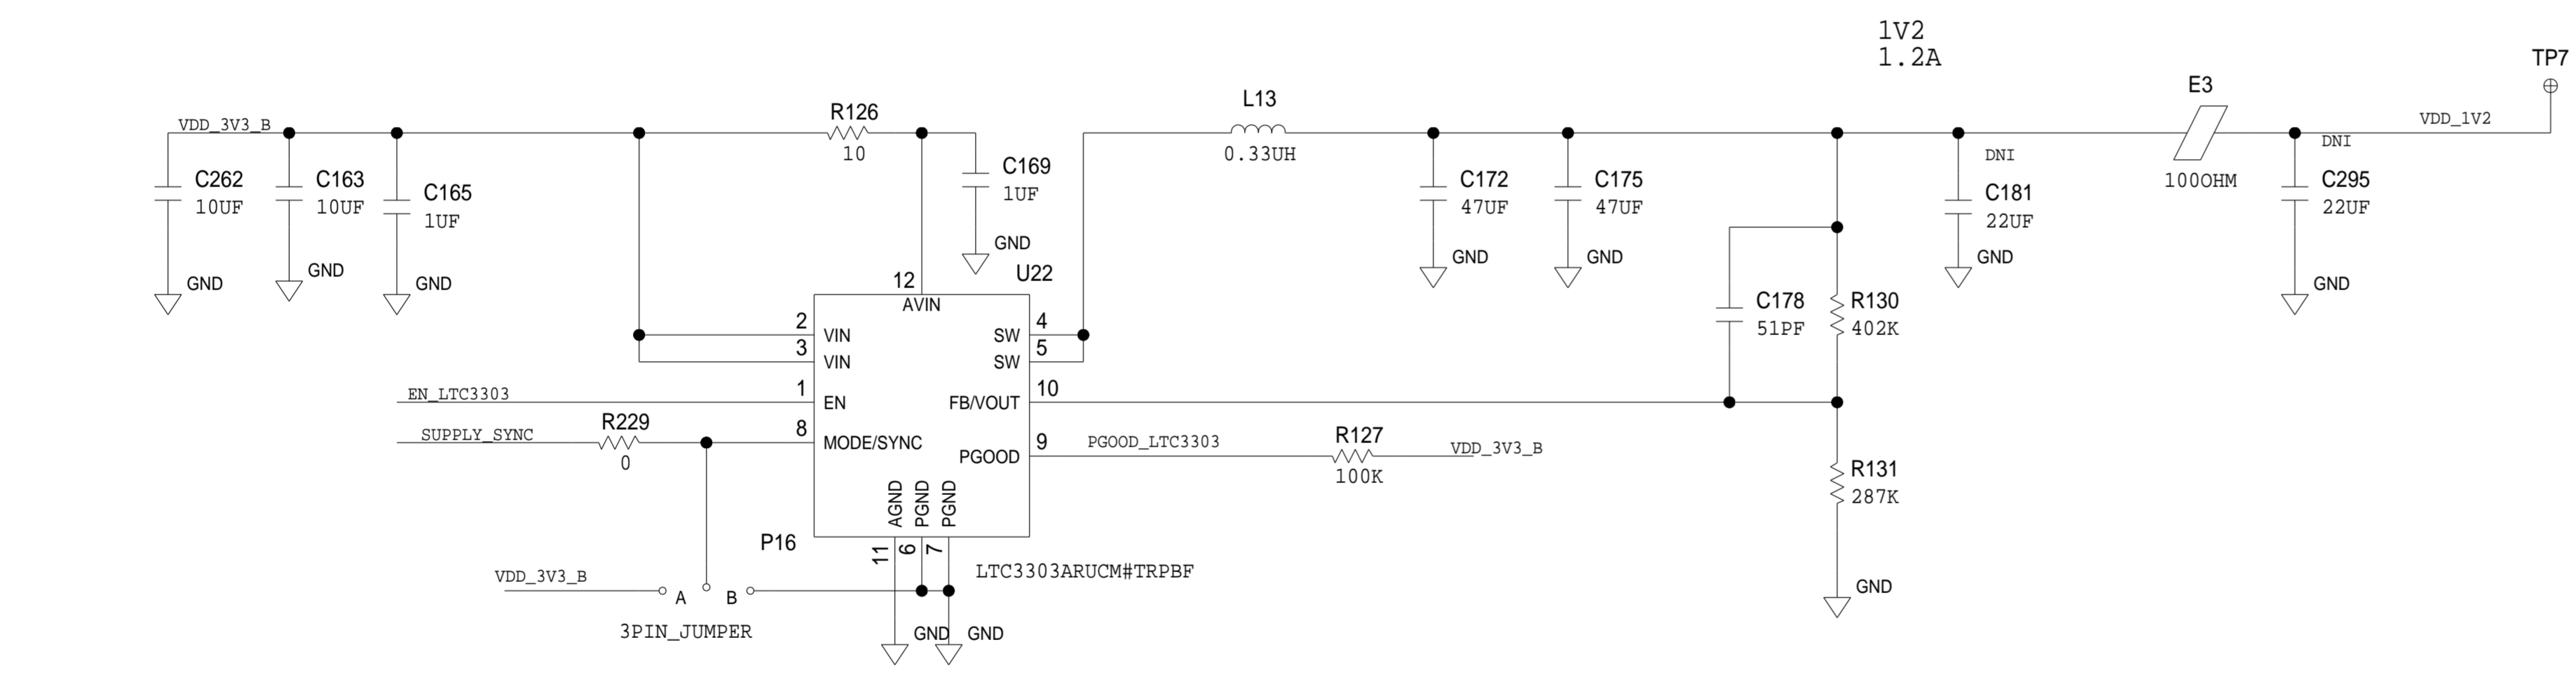 1V2
1.2A
TP7
E3
100OHM
VDD_1V2
DNI
C295
22UF
GND
DNI
C181
22UF
GND
VDD_3V3_B
C262
10UF
GND
C163
10UF
GND
C165
1UF
GND
R126
10
C169
1UF
GND
L13
0.33UH
C172
47UF
GND
C175
47UF
GND
C178
51PF
R130
402K
R131
287K
GND
U22
12
AVIN
2
VIN
3
VIN
EN_LTC3303
1
EN
SUPPLY_SYNC
R229
0
8
MODE/SYNC
SW
4
SW
5
FB/VOUT
10
PGOOD
9
PGOOD_LTC3303
R127
100K
VDD_3V3_B
AGND
PGND
PGND
11
6
7
LTC3303ARUCM#TRPBF
P16
VDD_3V3_B
A
B
3PIN_JUMPER
GND
GND